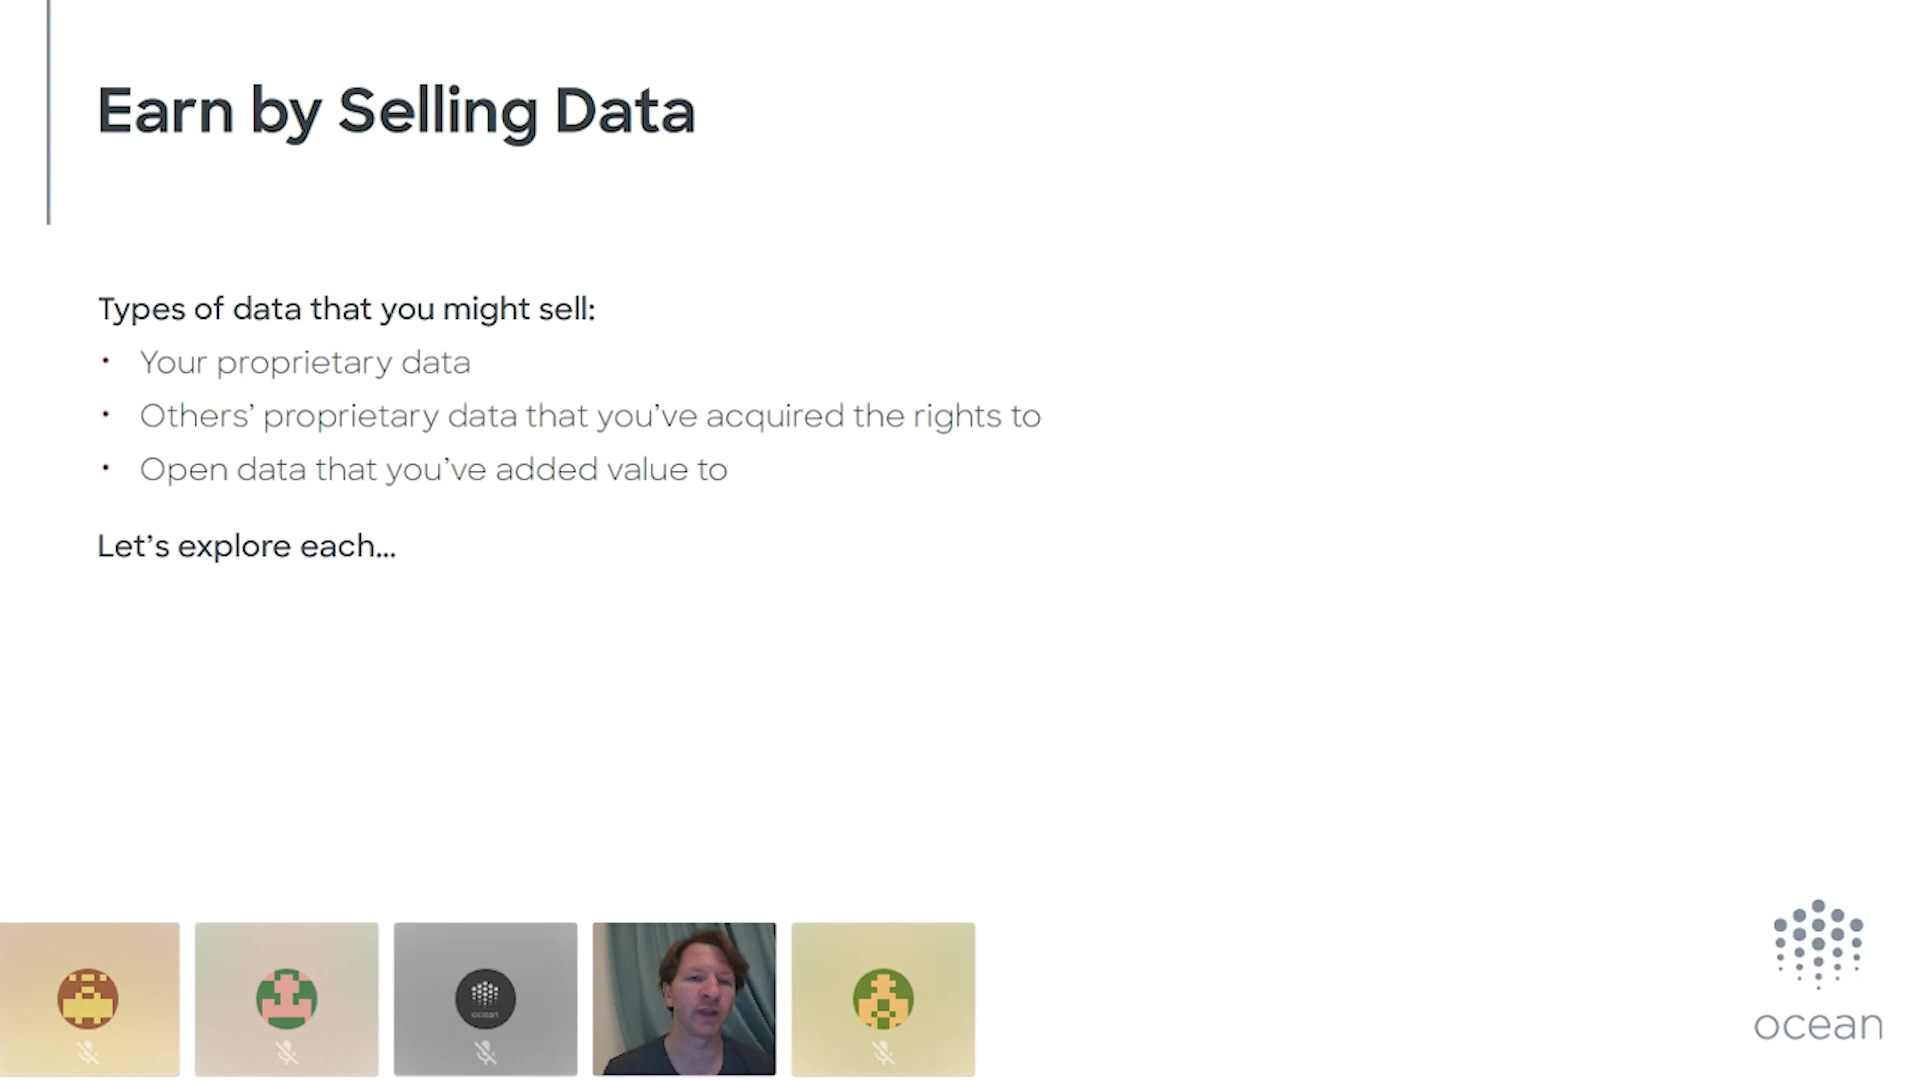 Earn by Selling Data
Types of data that you might sell:
• Your proprietary data
• Others’ proprietary data that you’ve acquired the rights to
• Open data that you’ve added value to
Let’s explore each...
ocean
ocean